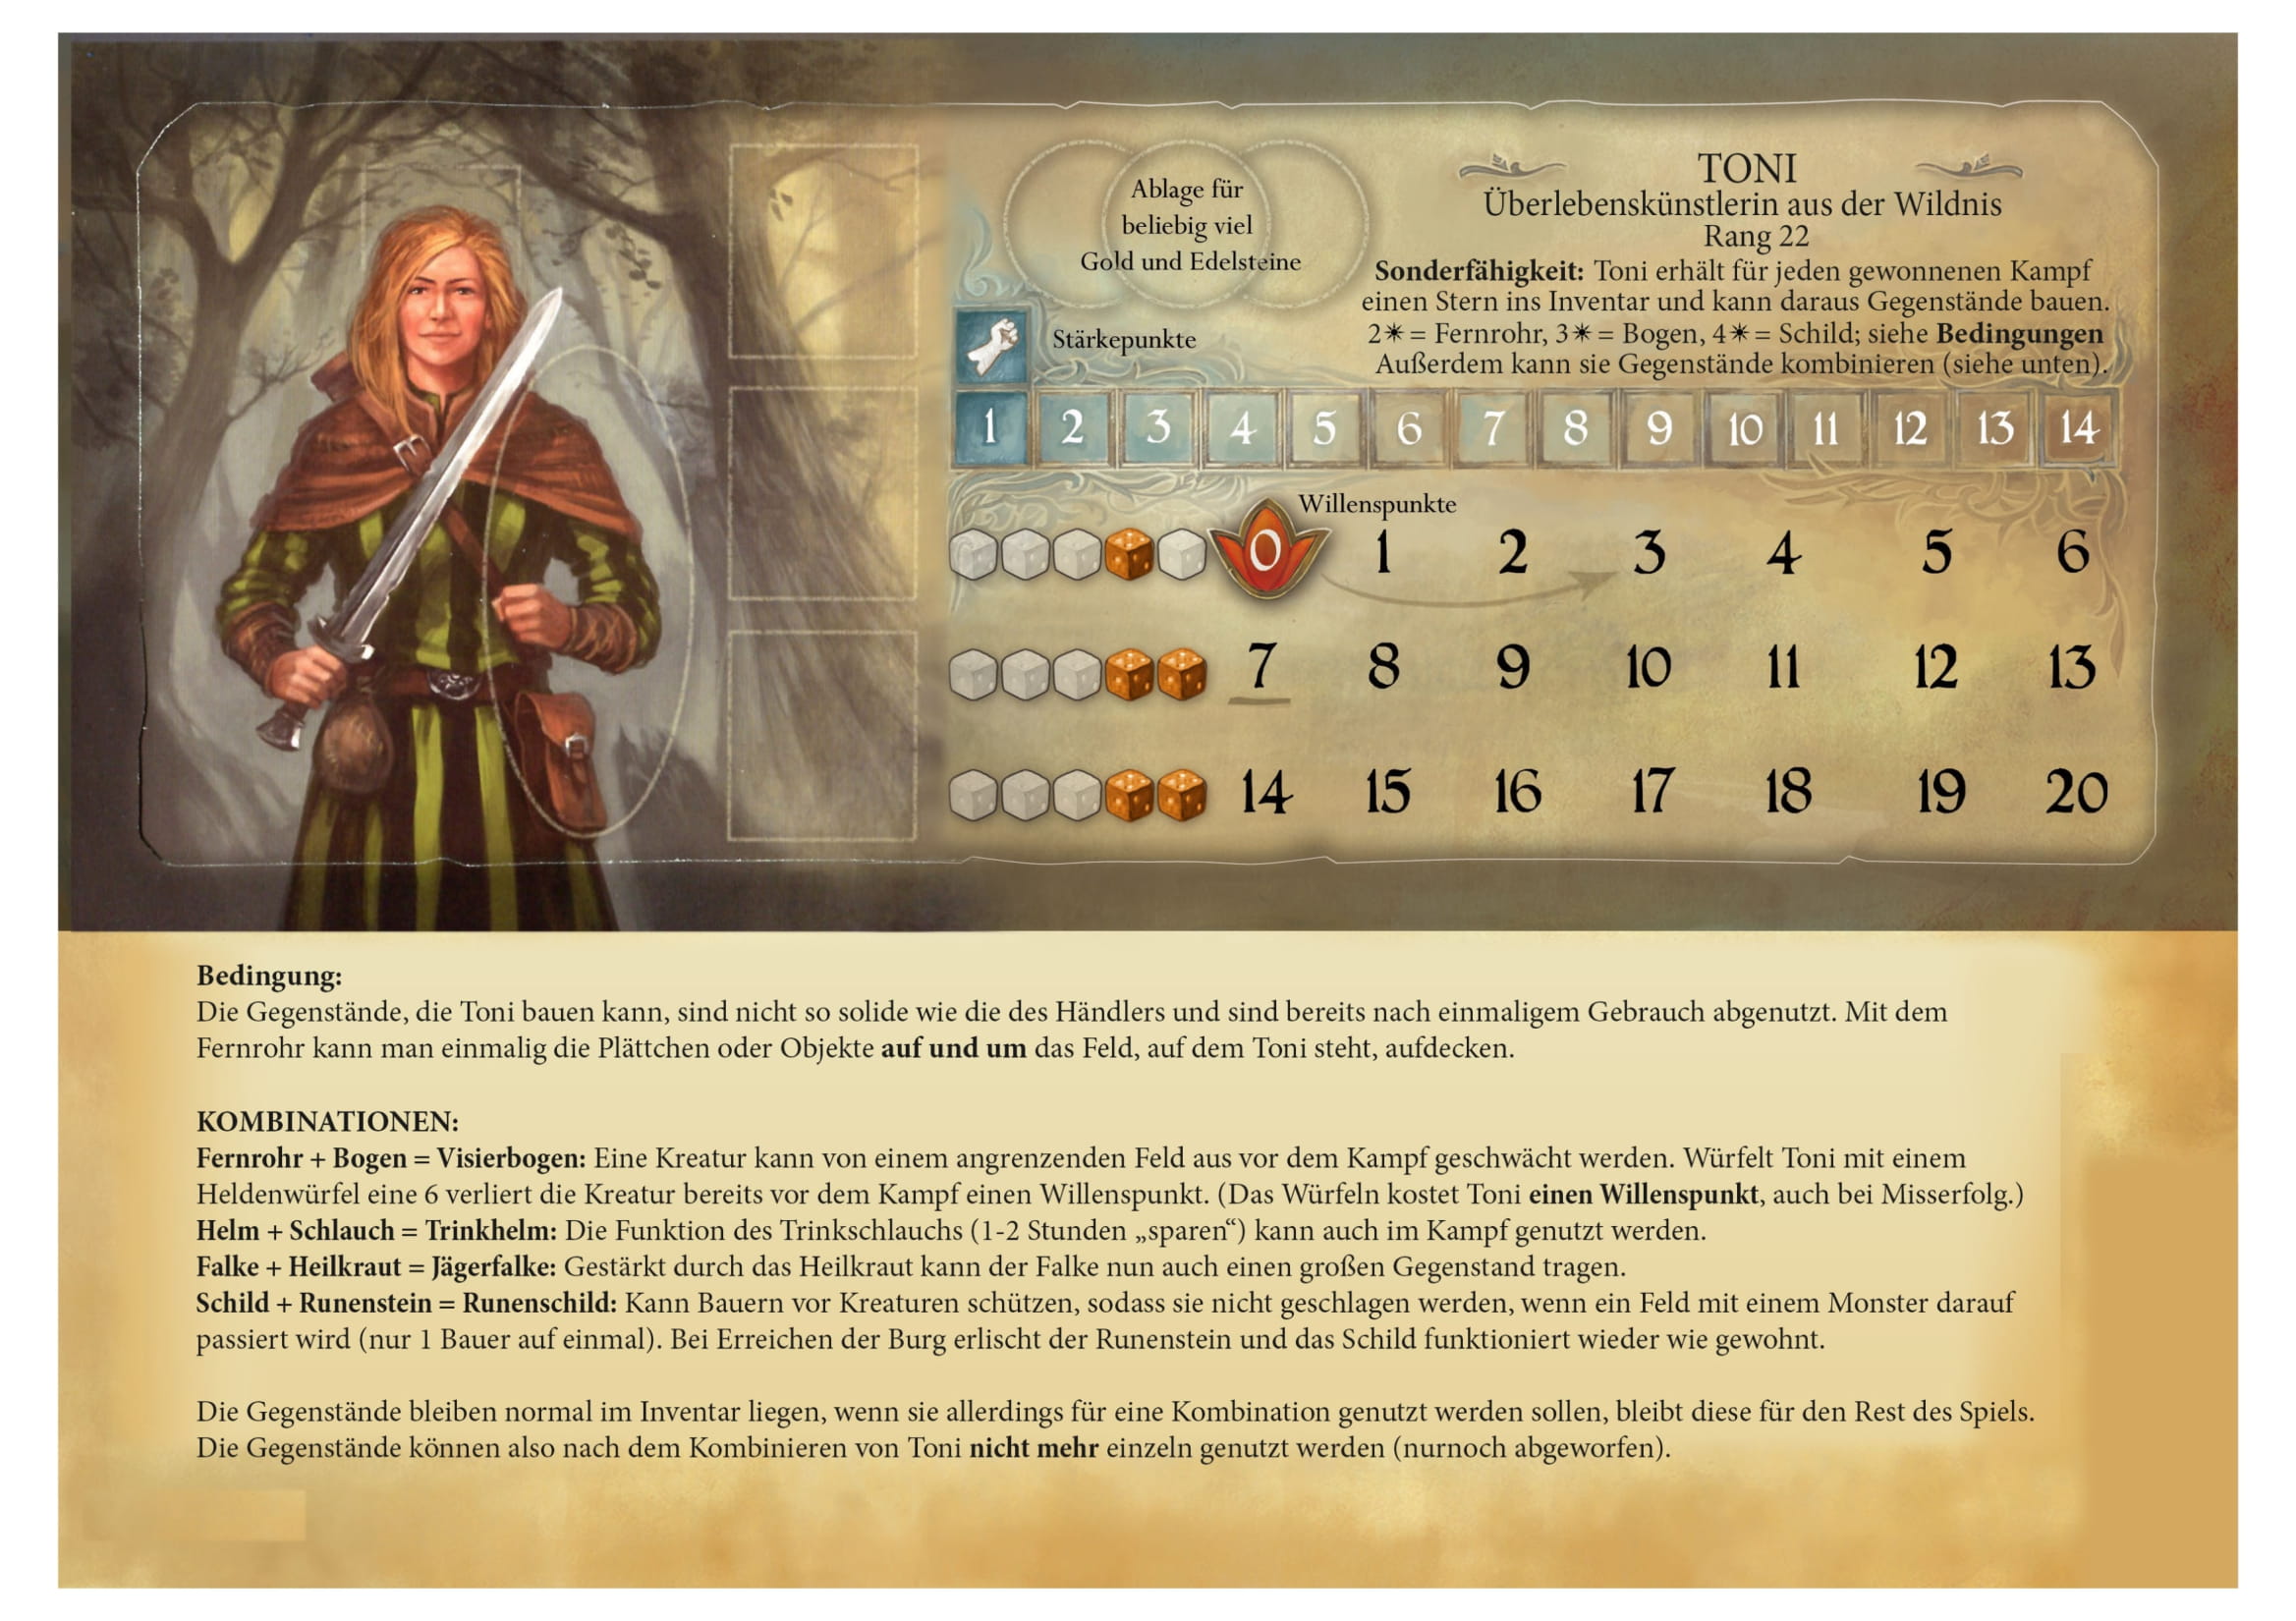 Ablage für
beliebig viel
Gold und Edelsteine
TONI
Überlebenskünstlerin aus der Wildnis
Rang 22
Sonderfähigkeit: Toni erhält für jeden gewonnenen Kampf
einen Stern ins Inventar und kann daraus Gegenstände bauen.
2☀ = Fernrohr, 3☀ = Bogen, 4☀ = Schild; siehe Bedingungen
Außerdem kann sie Gegenstände kombinieren (siehe unten).
Stärkepunkte
1 2 3 4 5 6 7 8 9 10 11 12 13 14
Willenspunkte
0 1 2 3 4 5 6
7 8 9 10 11 12 13
14 15 16 17 18 19 20
Bedingung:
Die Gegenstände, die Toni bauen kann, sind nicht so solide wie die des Händlers und sind bereits nach einmaligem Gebrauch abgenutzt. Mit dem
Fernrohr kann man einmalig die Plättchen oder Objekte auf und um das Feld, auf dem Toni steht, aufdecken.
KOMBINATIONEN:
Fernrohr + Bogen = Visierbogen: Eine Kreatur kann von einem angrenzenden Feld aus vor dem Kampf geschwächt werden. Würfelt Toni mit einem
Heldenwürfel eine 6 verliert die Kreatur bereits vor dem Kampf einen Willenspunkt. (Das Würfeln kostet Toni einen Willenspunkt, auch bei Misserfolg.)
Helm + Schlauch = Trinkhelm: Die Funktion des Trinkschlauchs (1-2 Stunden „sparen“) kann auch im Kampf genutzt werden.
Falke + Heilkraut = Jägerfalke: Gestärkt durch das Heilkraut kann der Falke nun auch einen großen Gegenstand tragen.
Schild + Runenstein = Runenschild: Kann Bauern vor Kreaturen schützen, sodass sie nicht geschlagen werden, wenn ein Feld mit einem Monster darauf
passiert wird (nur 1 Bauer auf einmal). Bei Erreichen der Burg erlischt der Runenstein und das Schild funktioniert wieder wie gewohnt.
Die Gegenstände bleiben normal im Inventar liegen, wenn sie allerdings für eine Kombination genutzt werden sollen, bleibt diese für den Rest des Spiels.
Die Gegenstände können also nach dem Kombinieren von Toni nicht mehr einzeln genutzt werden (nurnoch abgeworfen).